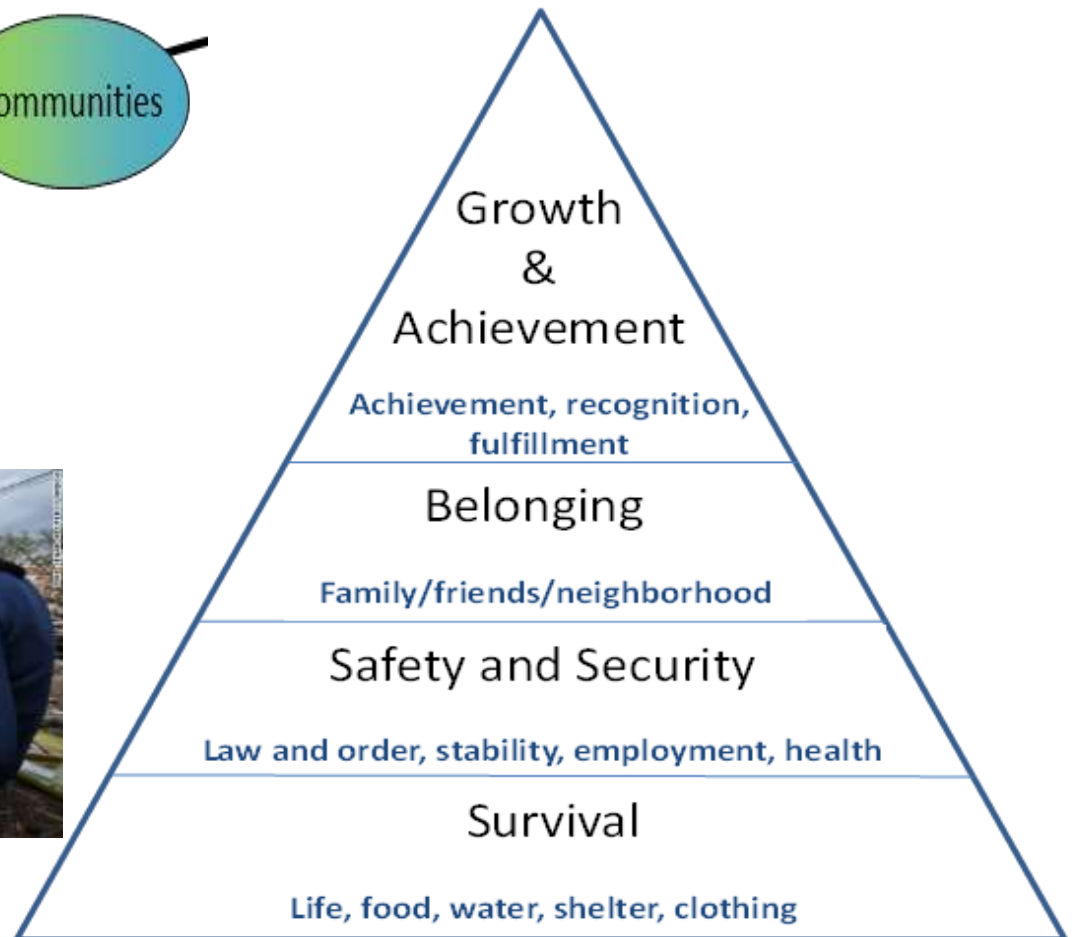 ommunities
Growth
&
Achievement
Achievement, recognition,
fulfillment
Belonging
Family/friends/neighborhood
Safety and Security
Law and order, stability, employment, health
Survival
Life, food, water, shelter, clothing